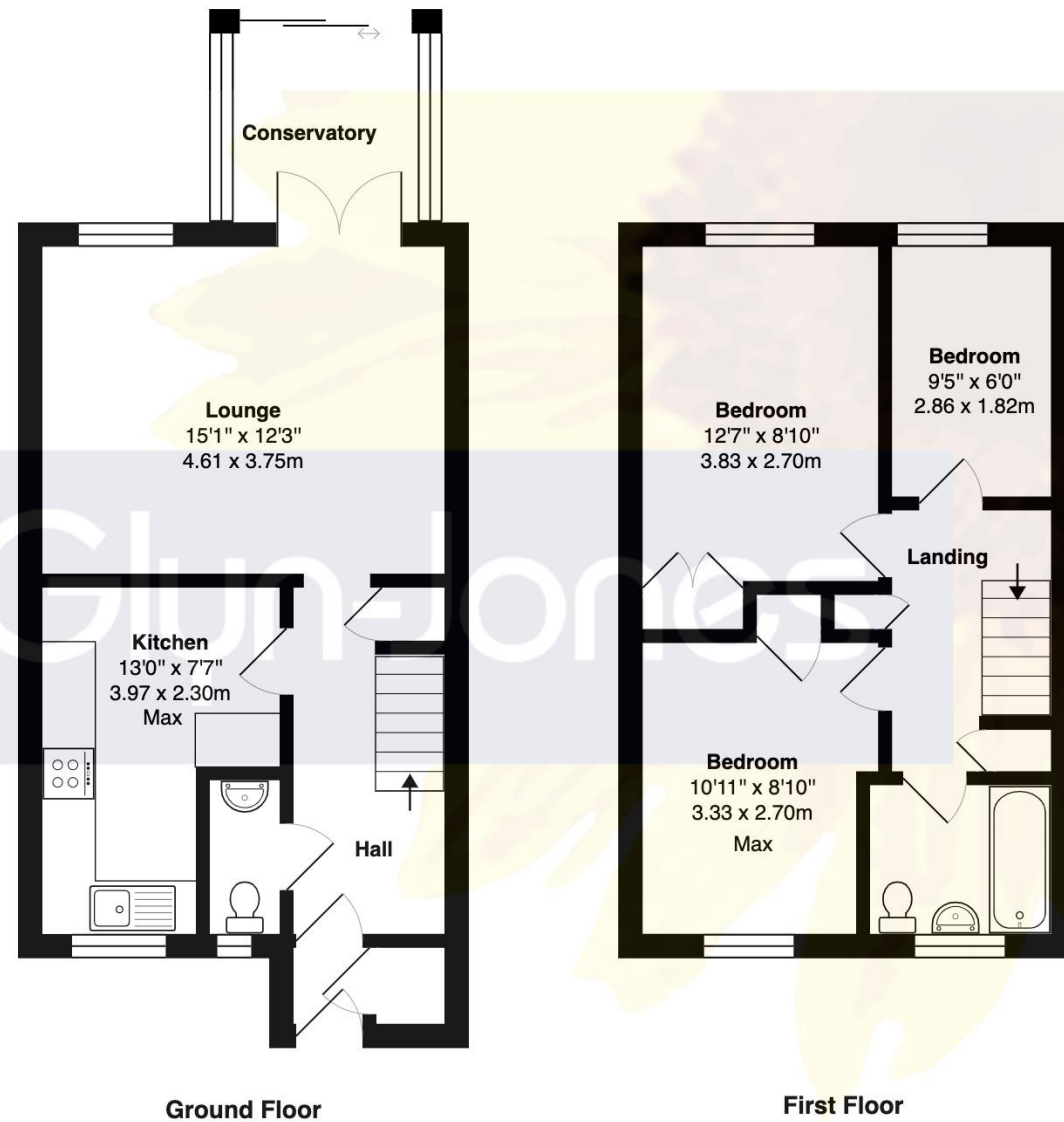 Conservatory
Lounge
15'1" x 12'3"
4.61 x 3.75m
Kitchen
13'0" x 7'7"
3.97 x 2.30m
Max
Hall
Ground Floor
Bedroom
12'7" x 8'10"
3.83 x 2.70m
Bedroom
9'5" x 6'0"
2.86 x 1.82m
Landing
Bedroom
10'11" x 8'10"
3.33 x 2.70m
Max
First Floor
Glyn-Jones